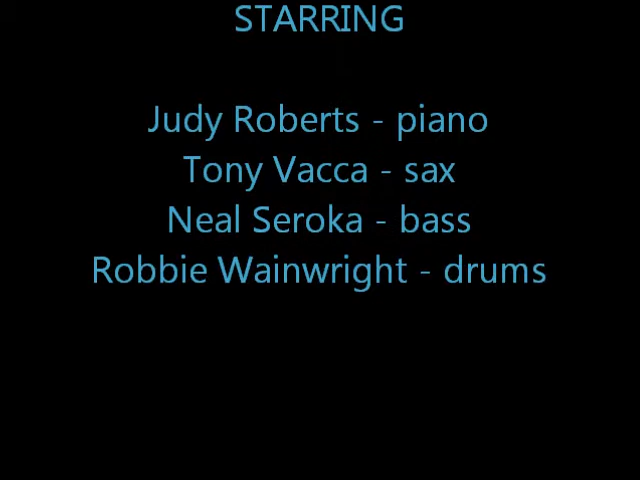 STARRING
Judy Roberts - piano
Tony Vacca - sax
Neal Seroka - bass
Robbie Wainwright - drums